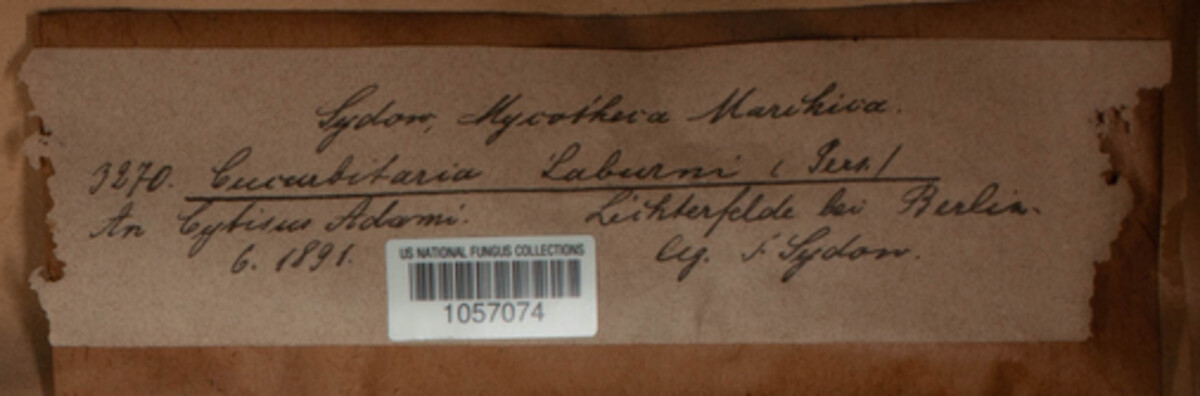 Sydow, Mycotheca Marchica.
3270. Cucurbitaria Laburni (Pers.)
An Cytisus Adami. Lichterfelde bei Berlin.
6. 1891. leg. P. Sydow.
US NATIONAL FUNGUS COLLECTIONS
1057074